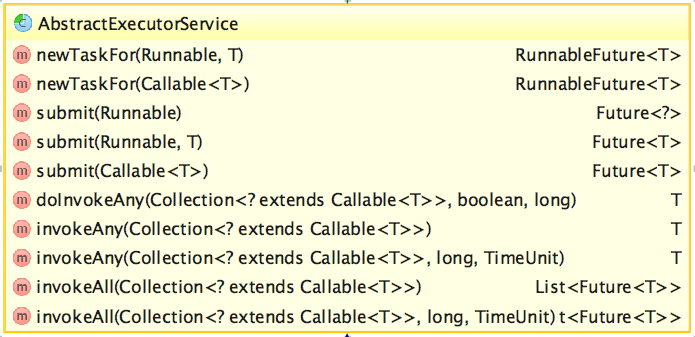 AbstractExecutorService
m newTaskFor(Runnable, T) RunnableFuture<T>
m newTaskFor(Callable<T>) RunnableFuture<T>
m submit(Runnable) Future<?>
m submit(Runnable, T) Future<T>
m submit(Callable<T>) Future<T>
m doInvokeAny(Collection<? extends Callable<T>>, boolean, long) T
m invokeAny(Collection<? extends Callable<T>>) T
m invokeAny(Collection<? extends Callable<T>>, long, TimeUnit) T
m invokeAll(Collection<? extends Callable<T>>) List<Future<T>>
m invokeAll(Collection<? extends Callable<T>>, long, TimeUnit) t<Future<T>>